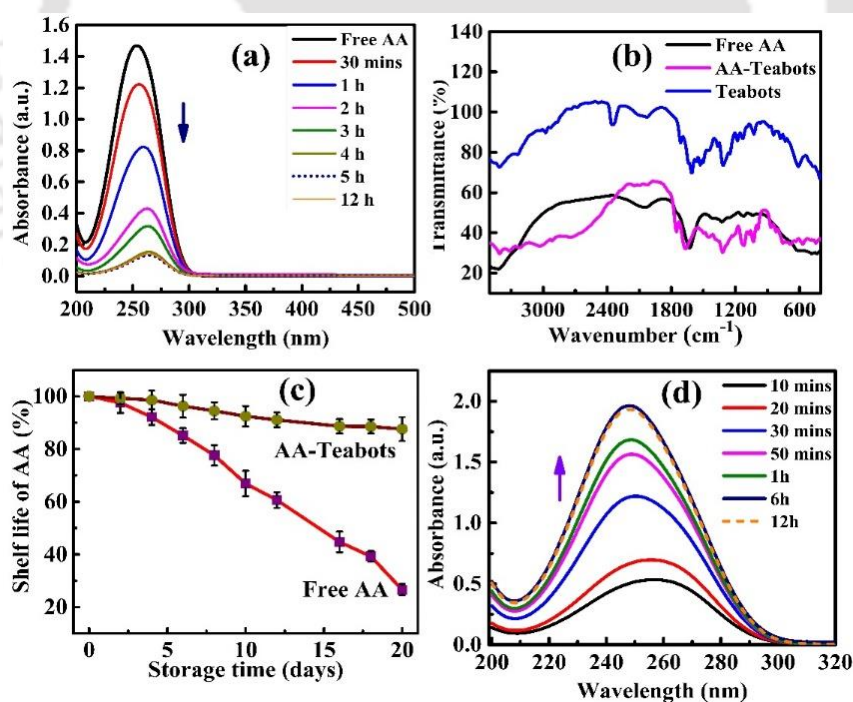 (a)
Free AA
30 mins
1 h
2 h
3 h
4 h
5 h
12 h
Absorbance (a.u.)
1.6
1.4
1.2
1.0
0.8
0.6
0.4
0.2
0.0
200 250 300 350 400 450 500
Wavelength (nm)
(b)
Free AA
AA-Teabots
Teabots
Transmittance (%)
140
120
100
80
60
40
20
3000 2400 1800 1200 600
Wavenumber (cm⁻¹)
(c)
Shelf life of AA (%)
100
80
60
40
20
AA-Teabots
Free AA
0 5 10 15 20
Storage time (days)
(d)
10 mins
20 mins
30 mins
50 mins
1h
6h
12h
Absorbance (a.u.)
2.0
1.5
1.0
0.5
0.0
200 220 240 260 280 300 320
Wavelength (nm)